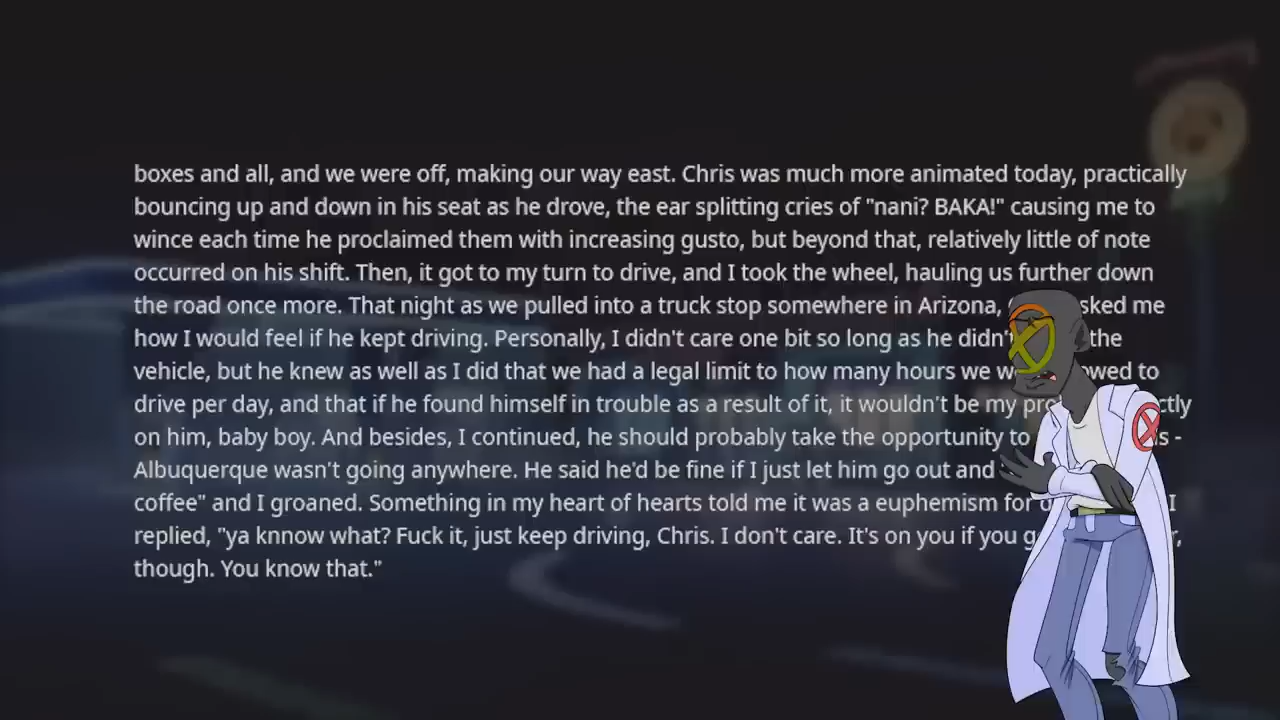 boxes and all, and we were off, making our way east. Chris was much more animated today, practically
bouncing up and down in his seat as he drove, the ear splitting cries of "nani? BAKA!" causing me to
wince each time he proclaimed them with increasing gusto, but beyond that, relatively little of note
occurred on his shift. Then, it got to my turn to drive, and I took the wheel, hauling us further down
the road once more. That night as we pulled into a truck stop somewhere in Arizona, me
how I would feel if he kept driving. Personally, I didn't care one bit so long as he didn't the
vehicle, but he knew as well as I did that we had a legal limit to how many hours we to
drive per day, and that if he found himself in trouble as a result of it, it wouldn't be my
on him, baby boy. And besides, I continued, he should probably take the opportunity to -
Albuquerque wasn't going anywhere. He said he'd be fine if I just let him go out and
coffee" and I groaned. Something in my heart of hearts told me it was a euphemism for I
replied, "ya knnow what? Fuck it, just keep driving, Chris. I don't care. It's on you if you
though. You know that."